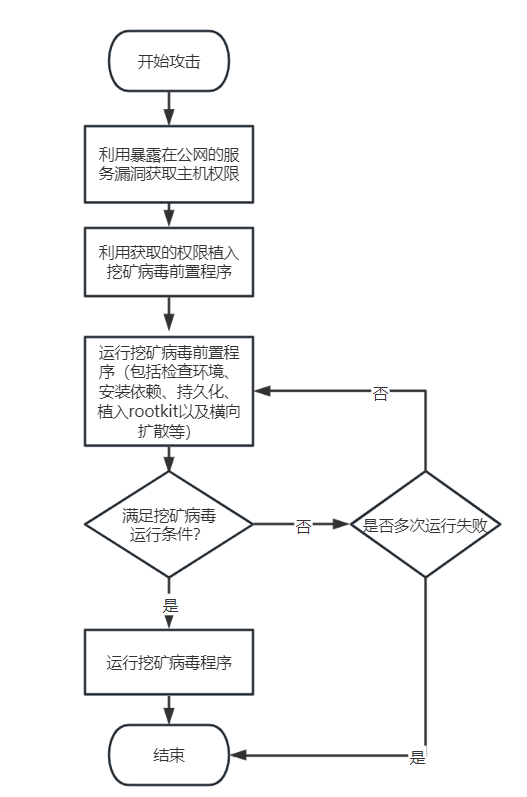 开始攻击
利用暴露在公网的服
务漏洞获取主机权限
利用获取的权限植入
挖矿病毒前置程序
运行挖矿病毒前置程
序（包括检查环境、
安装依赖、持久化、
植入rootkit以及横向
扩散等）
否
满足挖矿病毒
运行条件？
否
是否多次运行失败
是
运行挖矿病毒程序
结束
是